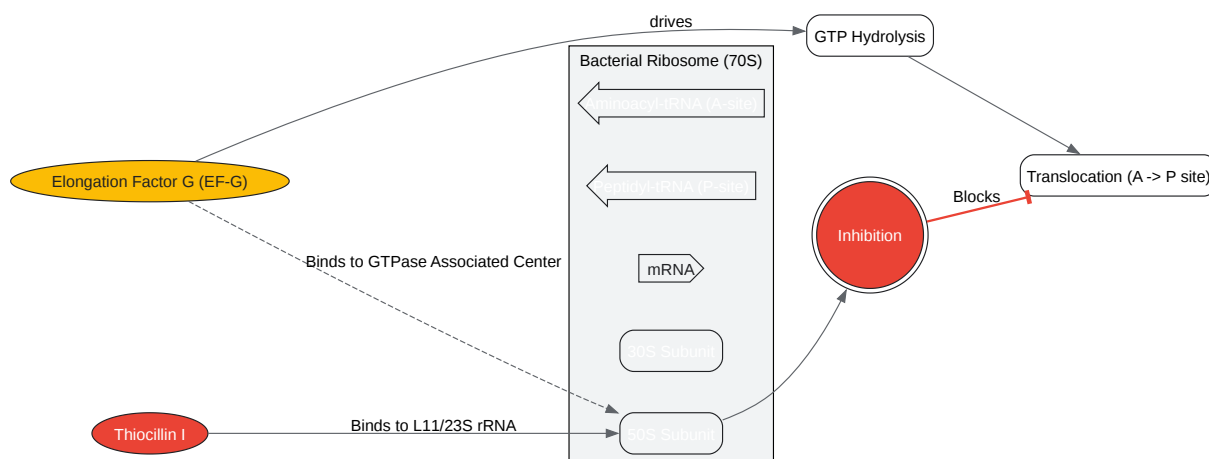 drives
GTP Hydrolysis
Bacterial Ribosome (70S)
Aminoacyl-tRNA (A-site)
Elongation Factor G (EF-G)
Peptidyl-tRNA (P-site)
Translocation (A -> P site)
Blocks
Inhibition
Binds to GTPase Associated Center
mRNA
30S Subunit
Thiocillin I
Binds to L11/23S rRNA
50S Subunit